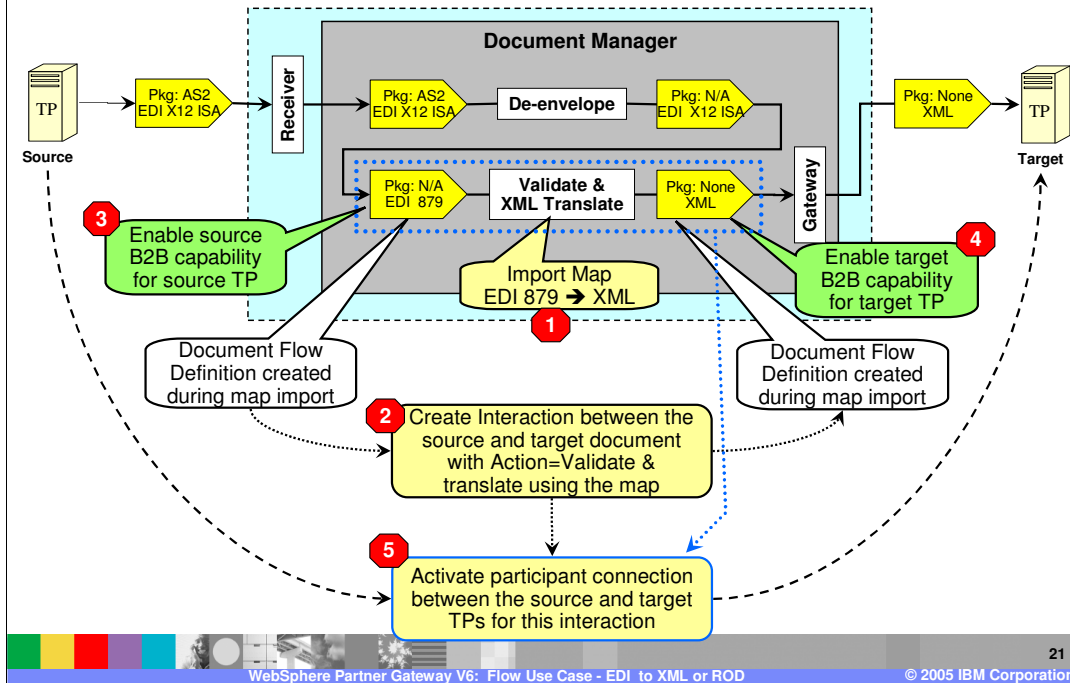 Document Manager
TP
Source
Pkg: AS2
EDI X12 ISA
Receiver
Pkg: AS2
EDI X12 ISA
De-envelope
Pkg: N/A
EDI X12 ISA
Pkg: None
XML
TP
Target
Pkg: N/A
EDI 879
Validate &
XML Translate
Pkg: None
XML
Gateway
3
Enable source
B2B capability
for source TP
Import Map
EDI 879 → XML
1
4
Enable target
B2B capability
for target TP
Document Flow
Definition created
during map import
Document Flow
Definition created
during map import
2
Create Interaction between the
source and target document
with Action=Validate &
translate using the map
5
Activate participant connection
between the source and target
TPs for this interaction
21
WebSphere Partner Gateway V6: Flow Use Case - EDI to XML or ROD
© 2005 IBM Corporation